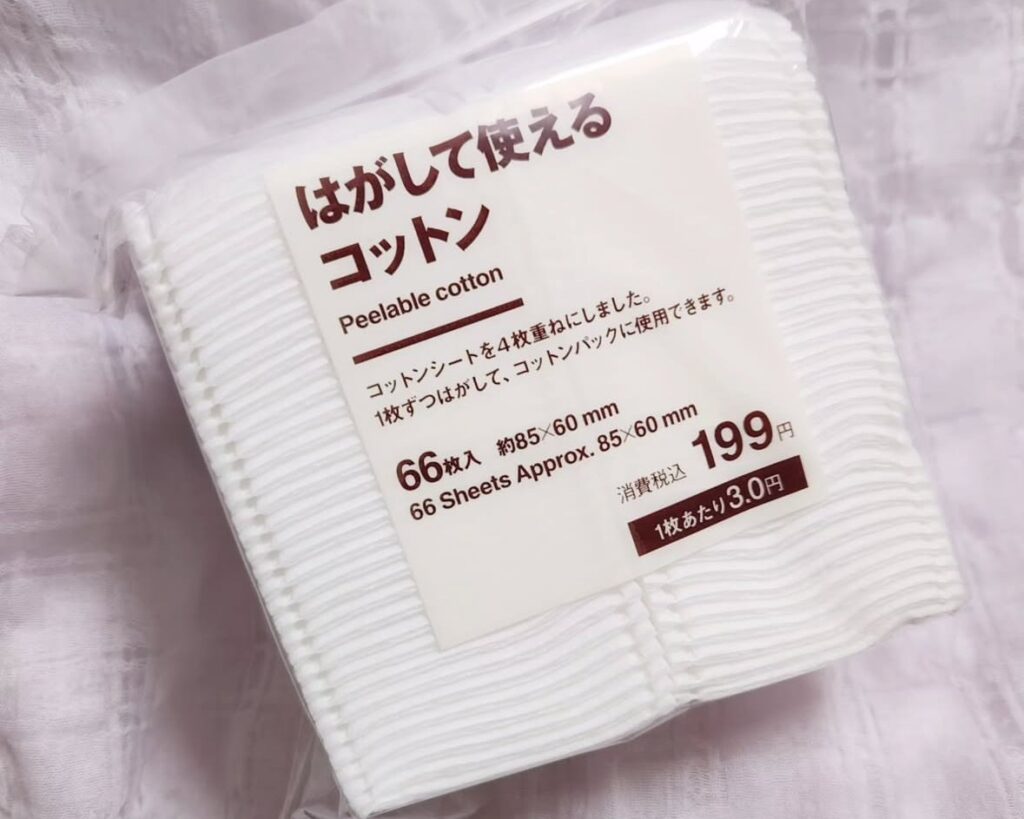 はがして使える
コットン
Peelable cotton
コットンシートを4枚重ねにしました。
1枚ずつはがして、コットンパックに使用できます。
66枚入 約85×60 mm
66 Sheets Approx. 85×60 mm
消費税込 199円
1枚あたり3.0円